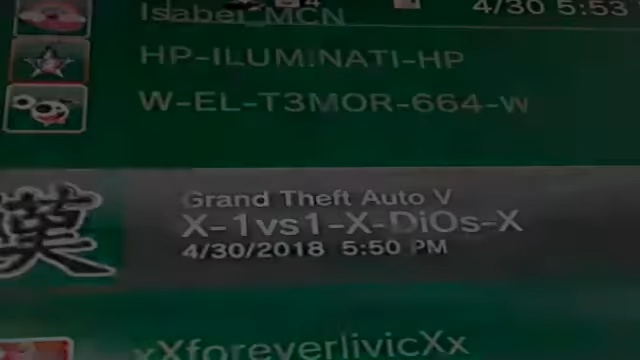 Isabel_MCN
4/30 5:53
HP-ILUMINATI-HP
W-EL-T3MOR-664-W
Grand Theft Auto V
X-1vs1-X-DiOs-X
4/30/2018 5:50 PM
漢
xXforeverlivicXx